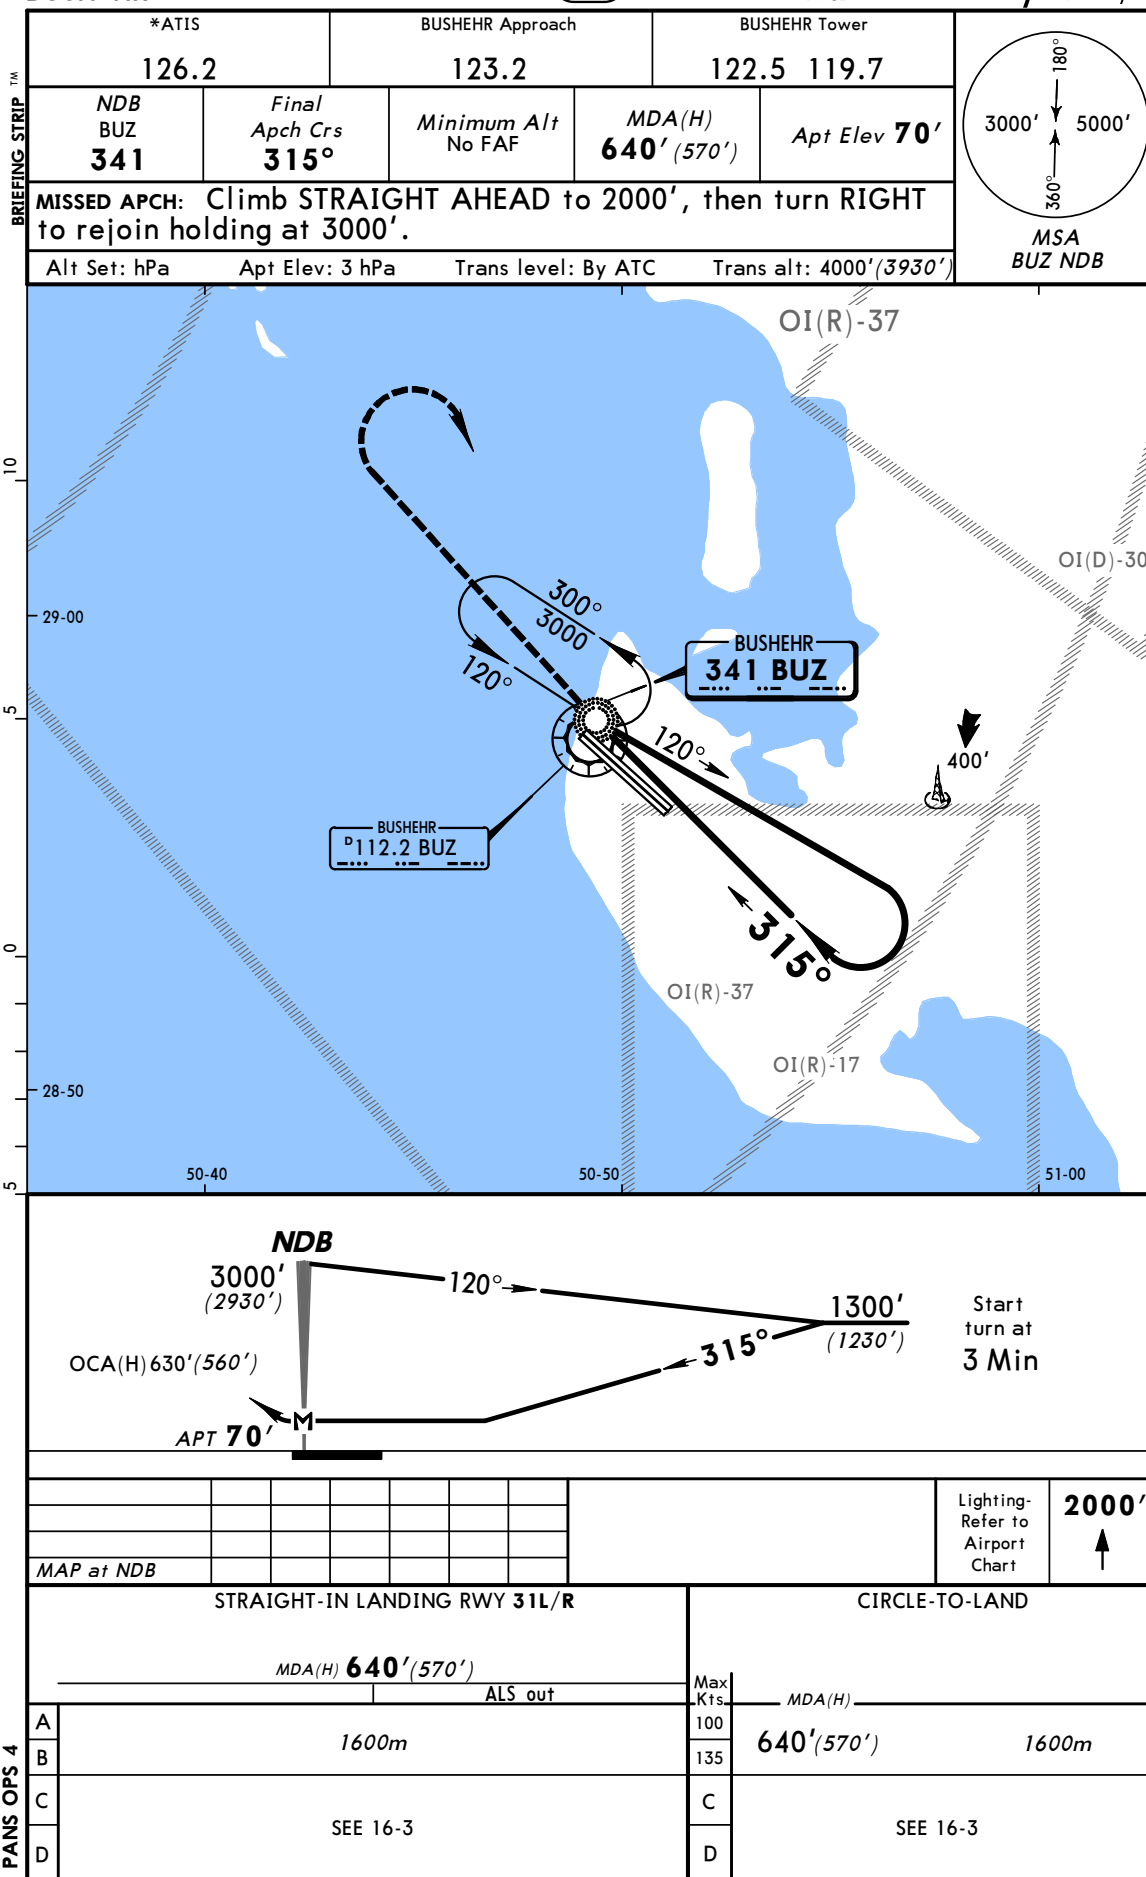 *ATIS
126.2
BUSHEHR Approach
123.2
BUSHEHR Tower
122.5 119.7
BRIEFING STRIP TM
NDB
BUZ
341
Final
Apch Crs
315°
Minimum Alt
No FAF
MDA(H)
640' (570')
Apt Elev 70'
MISSED APCH: Climb STRAIGHT AHEAD to 2000', then turn RIGHT
to rejoin holding at 3000'.
Alt Set: hPa Apt Elev: 3 hPa Trans level: By ATC Trans alt: 4000' (3930')
180°
3000' 5000'
360°
MSA
BUZ NDB
OI(R)-37
10
OI(D)-30
300°
3000
29-00
BUSHEHR
341 BUZ
120°
5
120°
400'
BUSHEHR
D112.2 BUZ
315°
0
OI(R)-37
OI(R)-17
28-50
5
50-40
50-50
51-00
NDB
3000'
(2930')
120°
1300'
(1230')
315°
Start
turn at
3 Min
OCA(H) 630' (560')
M
APT 70'
Lighting-
Refer to
Airport
Chart
2000'
MAP at NDB
STRAIGHT-IN LANDING RWY 31L/R
CIRCLE-TO-LAND
MDA(H) 640' (570')
ALS out
Max
Kts
MDA(H)
A
1600m
100
640' (570') 1600m
B
135
C
SEE 16-3
C
SEE 16-3
D
D
PANS OPS 4